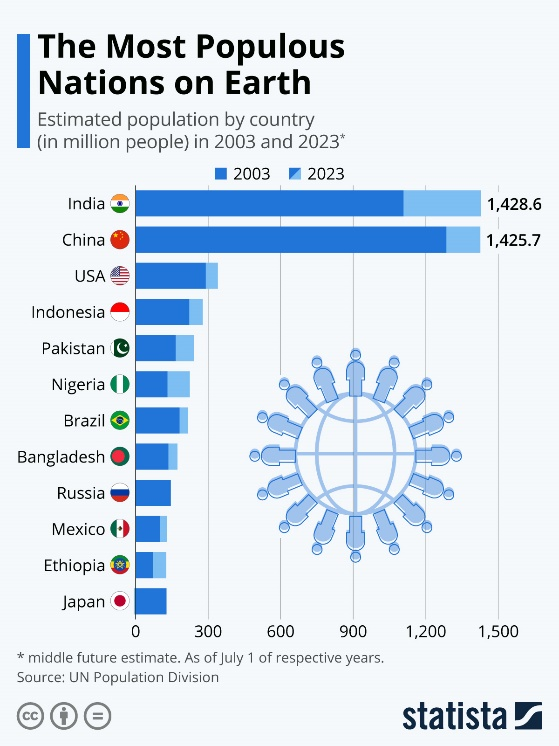 The Most Populous
Nations on Earth
Estimated population by country
(in million people) in 2003 and 2023*
2003 2023
India 1,428.6
China 1,425.7
USA
Indonesia
Pakistan
Nigeria
Brazil
Bangladesh
Russia
Mexico
Ethiopia
Japan
0 300 600 900 1,200 1,500
* middle future estimate. As of July 1 of respective years.
Source: UN Population Division
cc
statista